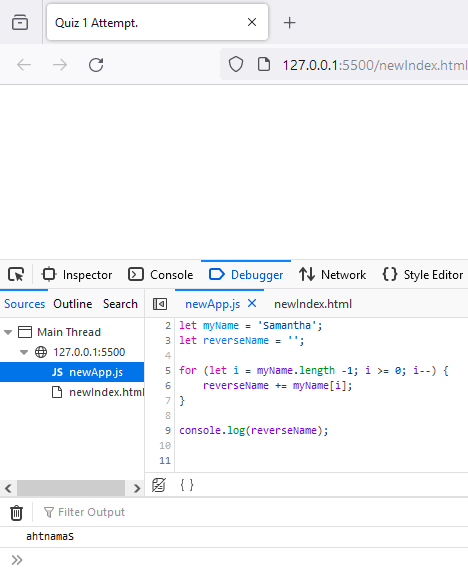 Quiz 1 Attempt.
127.0.0.1:5500/newIndex.html
Inspector Console Debugger Network Style Editor
Sources Outline Search newApp.js newIndex.html
Main Thread
127.0.0.1:5500
JS newApp.js
newIndex.html
2 let myName = 'Samantha';
3 let reverseName = '';
4
5 for (let i = myName.length -1; i >= 0; i--) {
6     reverseName += myName[i];
7 }
8
9 console.log(reverseName);
10
11
{ }
Filter Output
ahtnamaS
>>